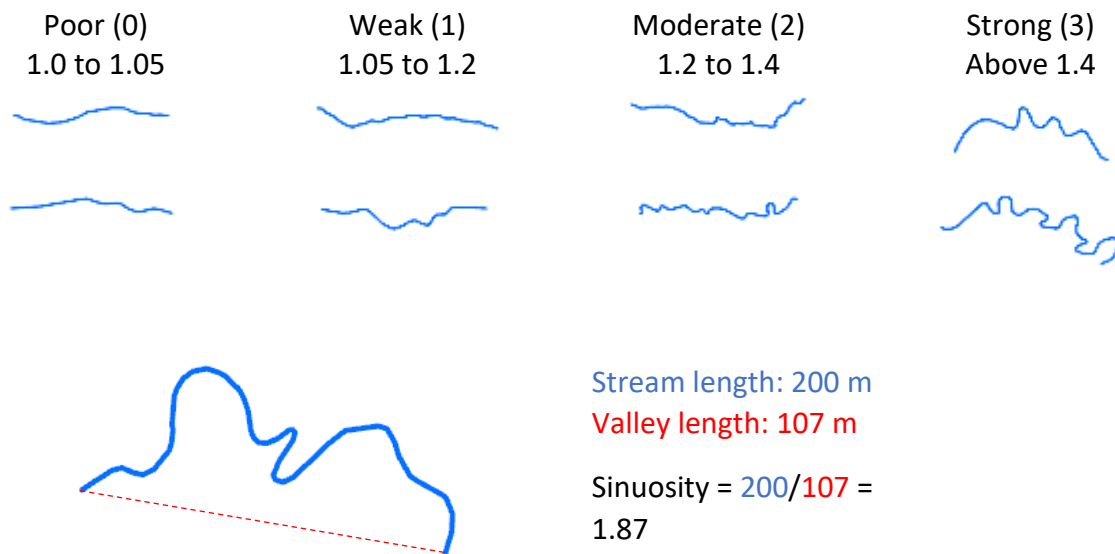 Poor (0)
1.0 to 1.05
Weak (1)
1.05 to 1.2
Moderate (2)
1.2 to 1.4
Strong (3)
Above 1.4
Stream length: 200 m
Valley length: 107 m
Sinuosity = 200/107 =
1.87